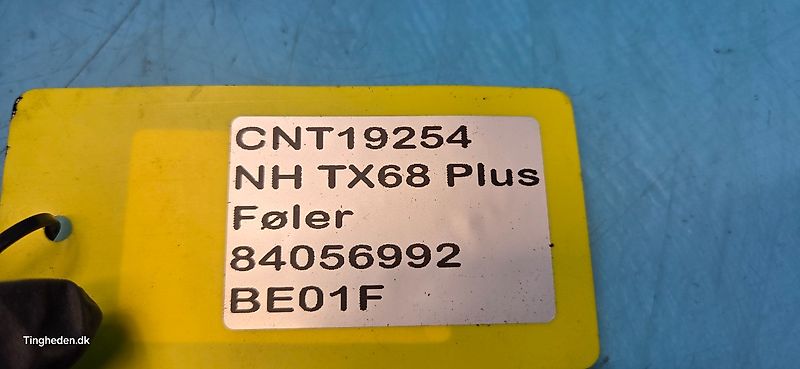 CNT19254
NH TX68 Plus
Føler
84056992
BE01F
Tingheden.dk